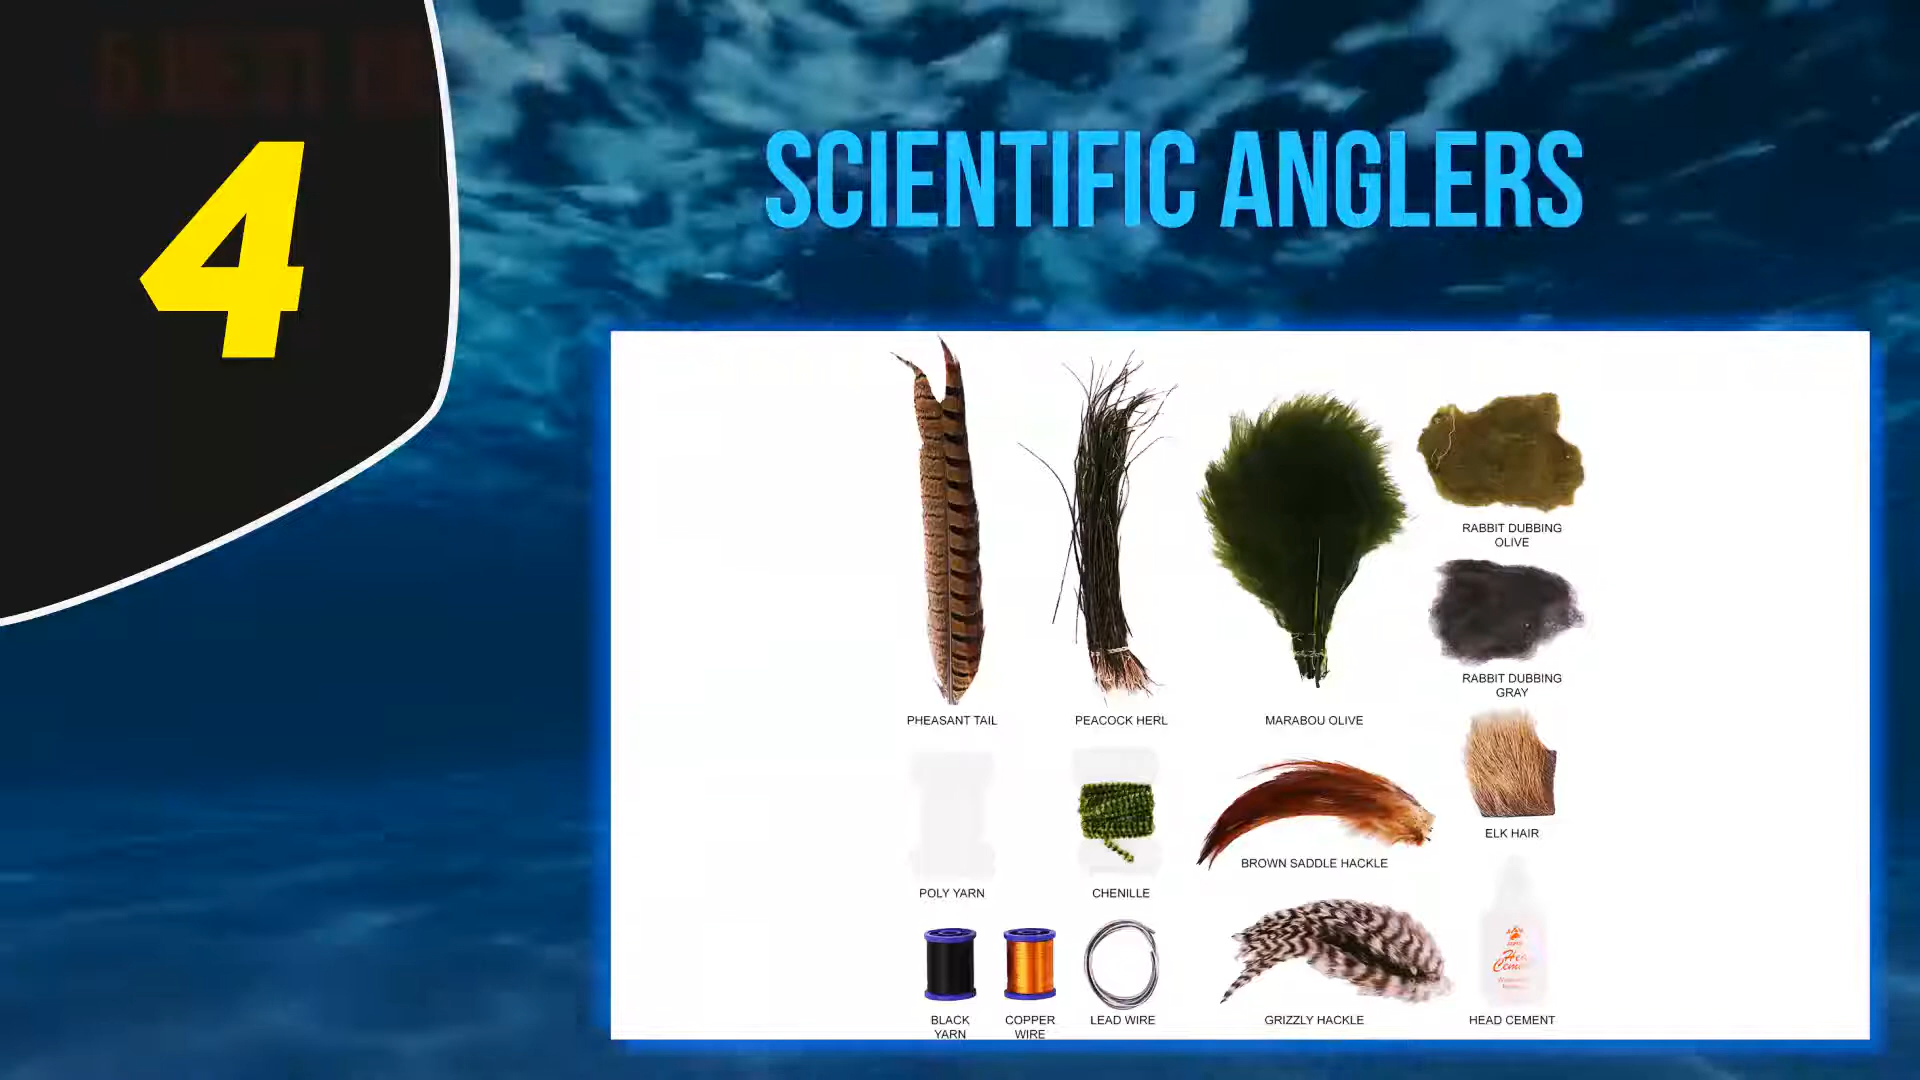 4
SCIENTIFIC ANGLERS
RABBIT DUBBING
OLIVE
RABBIT DUBBING
GRAY
PHEASANT TAIL
PEACOCK HERL
MARABOU OLIVE
ELK HAIR
BROWN SADDLE HACKLE
POLY YARN
CHENILLE
BLACK
YARN
COPPER
WIRE
LEAD WIRE
GRIZZLY HACKLE
HEAD CEMENT